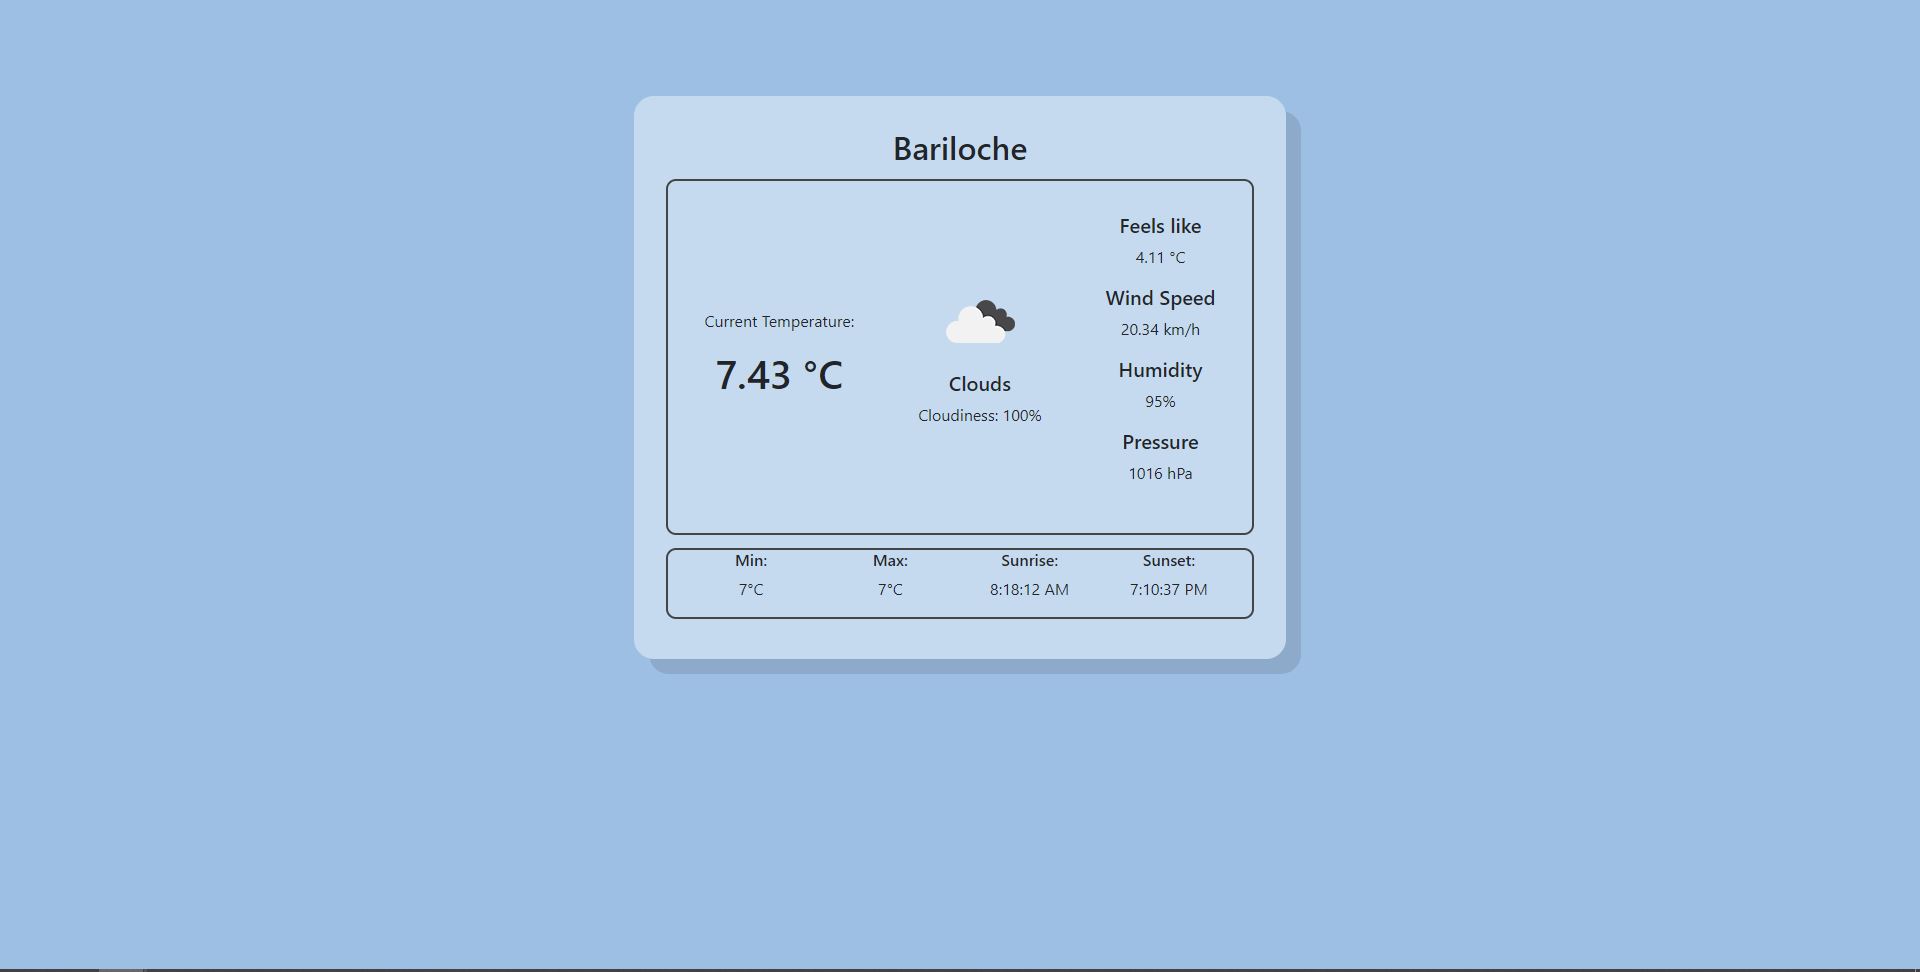 Bariloche
Current Temperature:
7.43 °C
Clouds
Cloudiness: 100%
Feels like
4.11 °C
Wind Speed
20.34 km/h
Humidity
95%
Pressure
1016 hPa
Min: Max: Sunrise: Sunset:
7°C 7°C 8:18:12 AM 7:10:37 PM